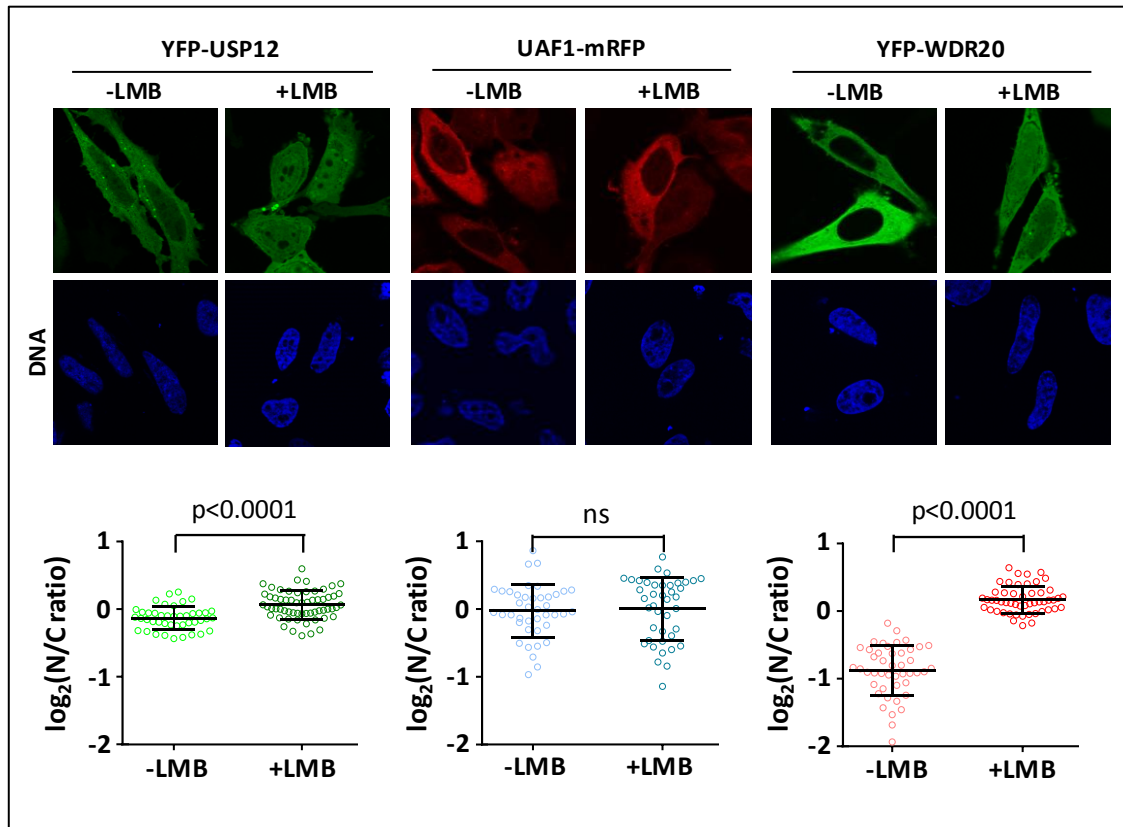 YFP-USP12 UAF1-mRFP YFP-WDR20
-LMB +LMB -LMB +LMB -LMB +LMB
DNA
p<0.0001 ns p<0.0001
log₂(N/C ratio)
1
0
-1
-2
-LMB +LMB
log₂(N/C ratio)
1
0
-1
-2
-LMB +LMB
log₂(N/C ratio)
1
0
-1
-2
-LMB +LMB